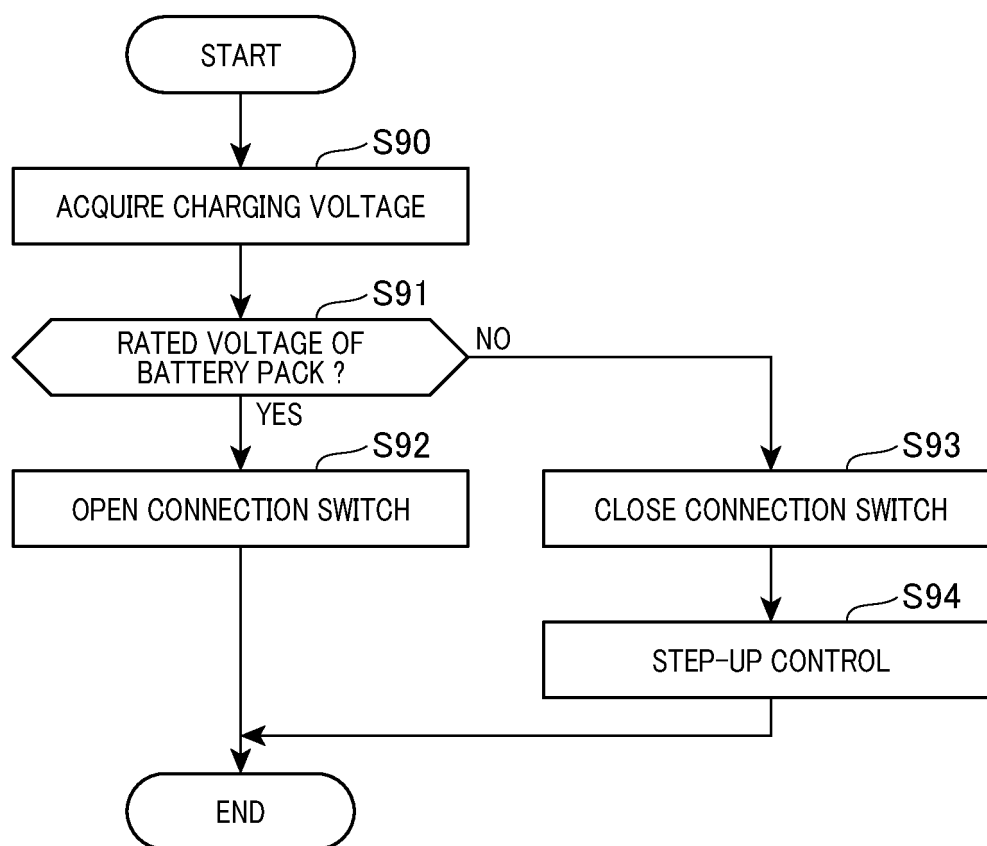 START
S90
ACQUIRE CHARGING VOLTAGE
S91
RATED VOLTAGE OF
BATTERY PACK ?
NO
YES
S92
OPEN CONNECTION SWITCH
S93
CLOSE CONNECTION SWITCH
S94
STEP-UP CONTROL
END